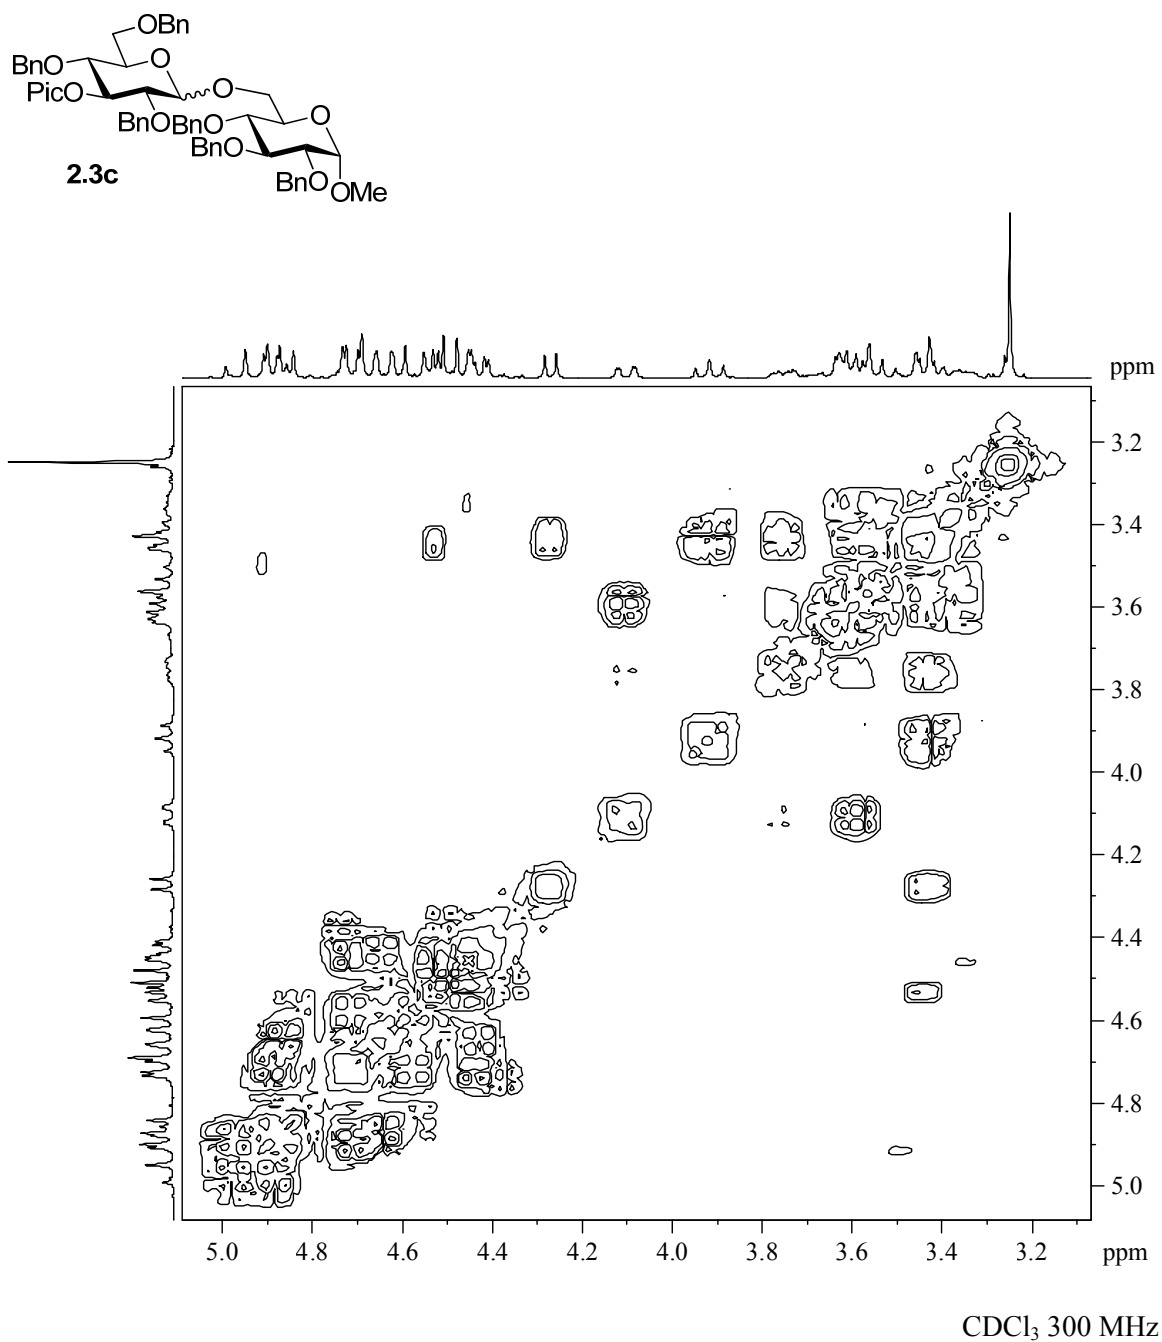 OBn
O
BnO
O
PicO
O
BnO
BnO
BnO
2.3c
BnO
OMe
ppm
3.2
3.4
3.6
3.8
4.0
4.2
4.4
4.6
4.8
5.0
5.0 4.8 4.6 4.4 4.2 4.0 3.8 3.6 3.4 3.2 ppm
CDCl₃ 300 MHz